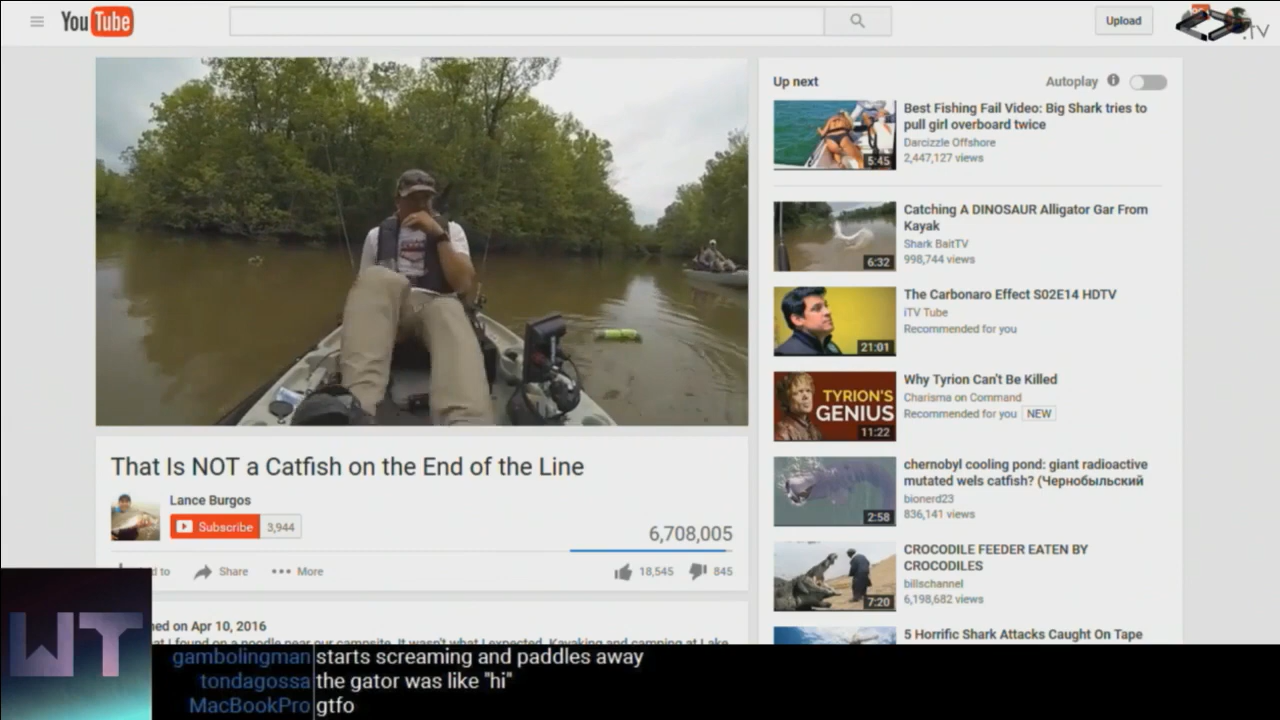 YouTube
Upload
.TV
Up next
Autoplay
Best Fishing Fail Video: Big Shark tries to
pull girl overboard twice
Darcizzle Offshore
2,447,127 views
5:45
Catching A DINOSAUR Alligator Gar From
Kayak
Shark BaitTV
998,744 views
6:32
The Carbonaro Effect S02E14 HDTV
iTV Tube
Recommended for you
21:01
TYRION'S
GENIUS
11:22
Why Tyrion Can't Be Killed
Charisma on Command
Recommended for you NEW
chernobyl cooling pond: giant radioactive
mutated wels catfish? (Чернобыльский
bionerd23
836,141 views
2:58
CROCODILE FEEDER EATEN BY
CROCODILES
billschannel
6,198,682 views
7:20
5 Horrific Shark Attacks Caught On Tape
That Is NOT a Catfish on the End of the Line
Lance Burgos
Subscribe 3,944
6,708,005
d to Share More 18,545 845
ned on Apr 10, 2016
at I found on a noodle near our campsite. It wasn't what I expected. Kayaking and camping at Lake
WT
gambolingman starts screaming and paddles away
tondagossa the gator was like "hi"
MacBookPro gtfo